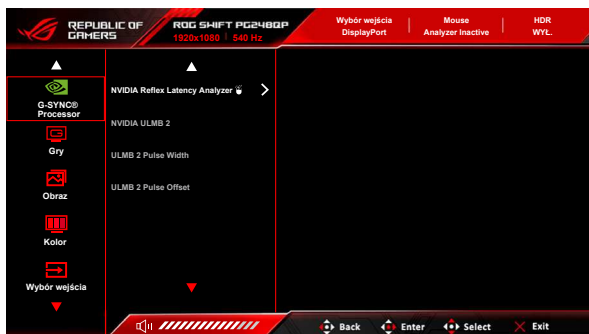 REPUBLIC OF
GAMERS
ROG SWIFT PG248QP
1920x1080 540 Hz
Wybór wejścia
DisplayPort
Mouse
Analyzer Inactive
HDR
WYŁ.
G-SYNC®
Processor
Gry
Obraz
Kolor
Wybór wejścia
NVIDIA Reflex Latency Analyzer
NVIDIA ULMB 2
ULMB 2 Pulse Width
ULMB 2 Pulse Offset
Back
Enter
Select
Exit